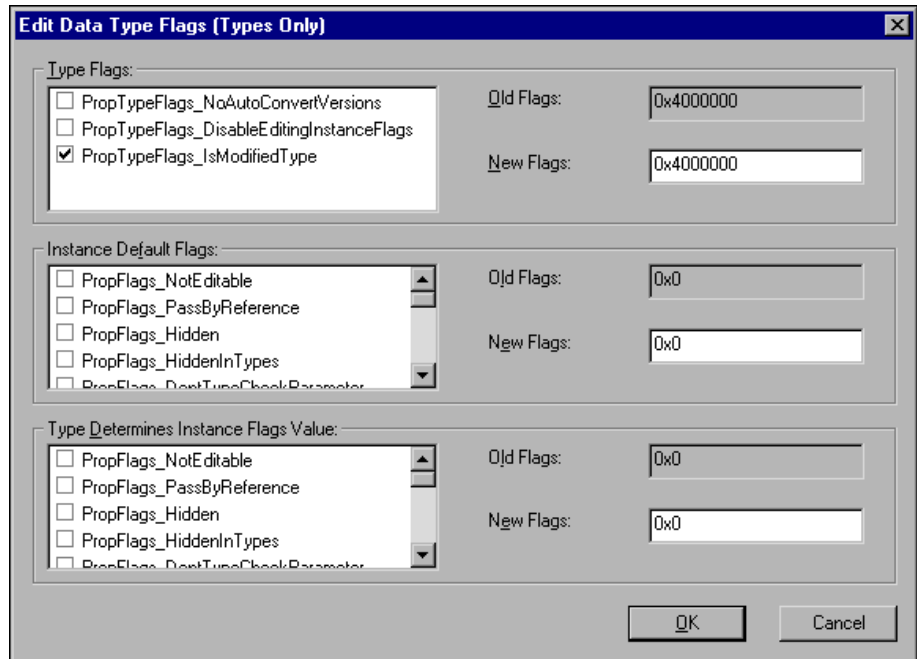 Edit Data Type Flags (Types Only)
Type Flags:
PropTypeFlags_NoAutoConvertVersions
PropTypeFlags_DisableEditingInstanceFlags
PropTypeFlags_IsModifiedType
Old Flags:
0x4000000
New Flags:
0x4000000
Instance Default Flags:
PropFlags_NotEditable
PropFlags_PassByReference
PropFlags_Hidden
PropFlags_HiddenInTypes
PropFlags_DontTypeCheckParameter
Old Flags:
0x0
New Flags:
0x0
Type Determines Instance Flags Value:
PropFlags_NotEditable
PropFlags_PassByReference
PropFlags_Hidden
PropFlags_HiddenInTypes
PropFlags_DontTypeCheckParameter
Old Flags:
0x0
New Flags:
0x0
OK
Cancel